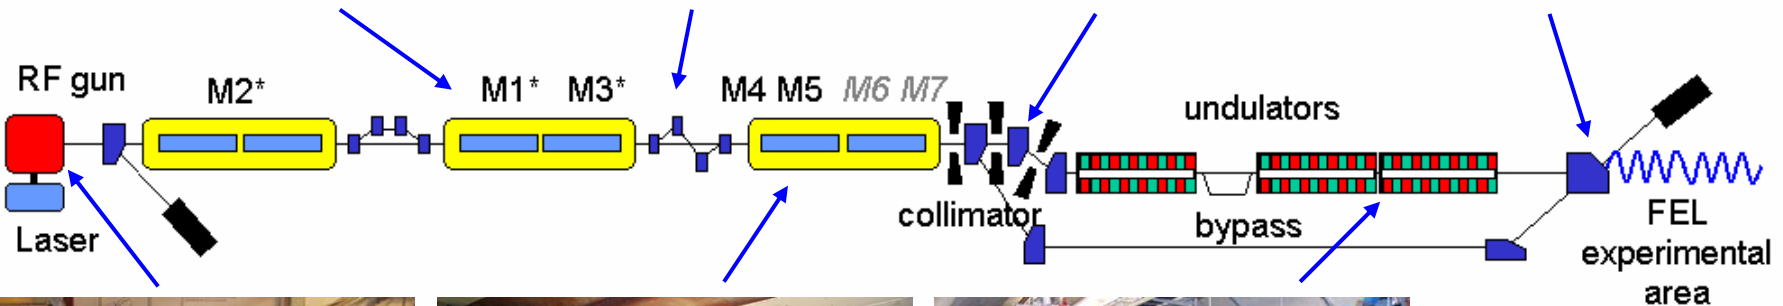 RF gun
M2*
M1* M3*
M4 M5 M6 M7
undulators
collimator
bypass
Laser
FEL
experimental
area